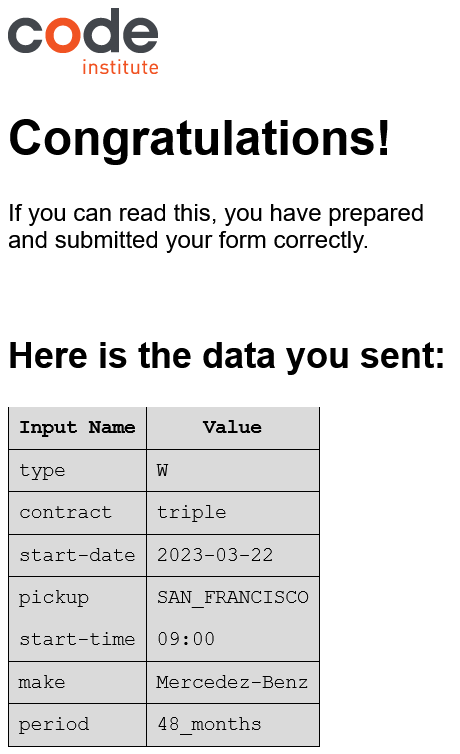 code
institute
Congratulations!
If you can read this, you have prepared
and submitted your form correctly.
Here is the data you sent:
Input Name Value
type W
contract triple
start-date 2023-03-22
pickup SAN_FRANCISCO
start-time 09:00
make Mercedez-Benz
period 48_months